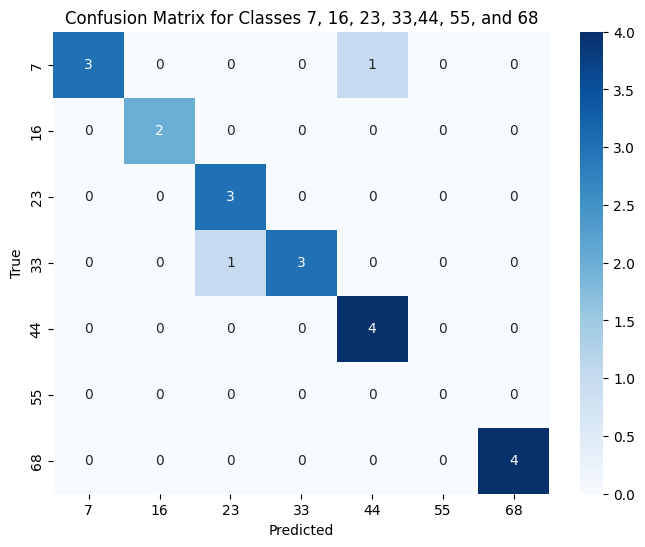 Confusion Matrix for Classes 7, 16, 23, 33,44, 55, and 68
7 3 0 0 0 1 0 0
16 0 2 0 0 0 0 0
23 0 0 3 0 0 0 0
33 0 0 1 3 0 0 0
44 0 0 0 0 4 0 0
55 0 0 0 0 0 0 0
68 0 0 0 0 0 0 4
7 16 23 33 44 55 68
Predicted
True
4.0
3.5
3.0
2.5
2.0
1.5
1.0
0.5
0.0